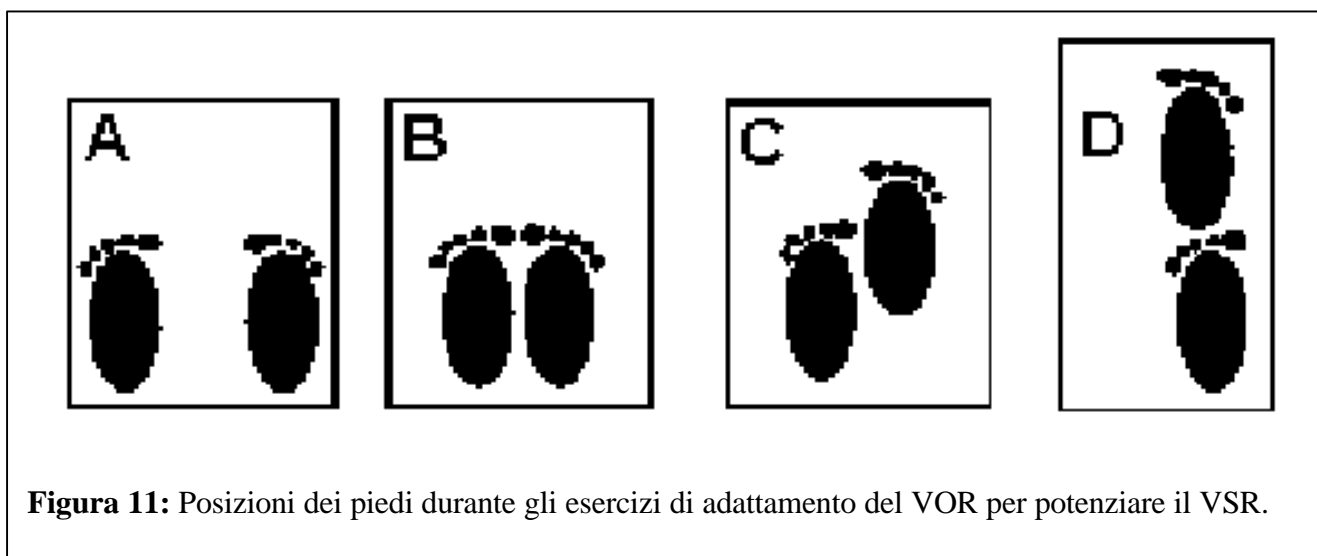 A B C D
Figura 11: Posizioni dei piedi durante gli esercizi di adattamento del VOR per potenziare il VSR.